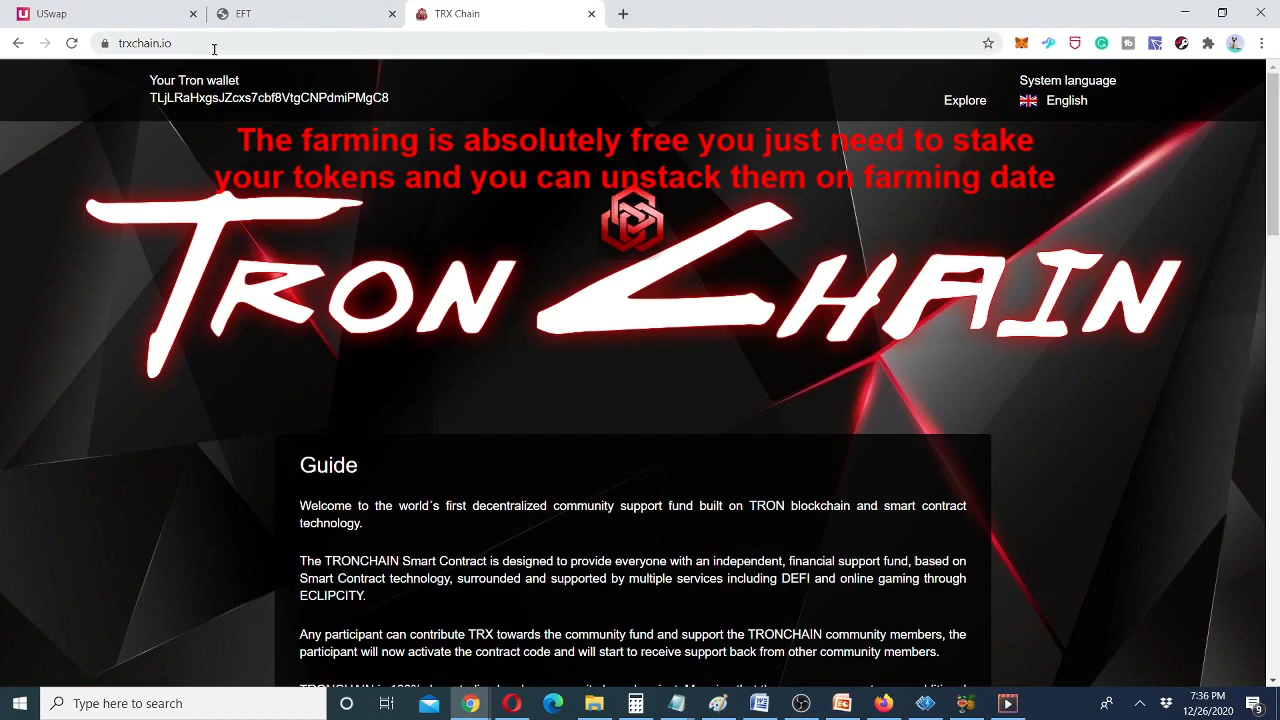 USwap
EFT
TRX Chain
trxchain.io
Your Tron wallet
TLjLRaHxgsJZcxs7cbf8VtgCNPdmiPMgC8
Explore
System language
English
The farming is absolutely free you just need to stake
your tokens and you can unstack them on farming date
TRON CHAIN
Guide
Welcome to the world´s first decentralized community support fund built on TRON blockchain and smart contract
technology.
The TRONCHAIN Smart Contract is designed to provide everyone with an independent, financial support fund, based on
Smart Contract technology, surrounded and supported by multiple services including DEFI and online gaming through
ECLIPCITY.
Any participant can contribute TRX towards the community fund and support the TRONCHAIN community members, the
participant will now activate the contract code and will start to receive support back from other community members.
Type here to search
7:36 PM
12/26/2020